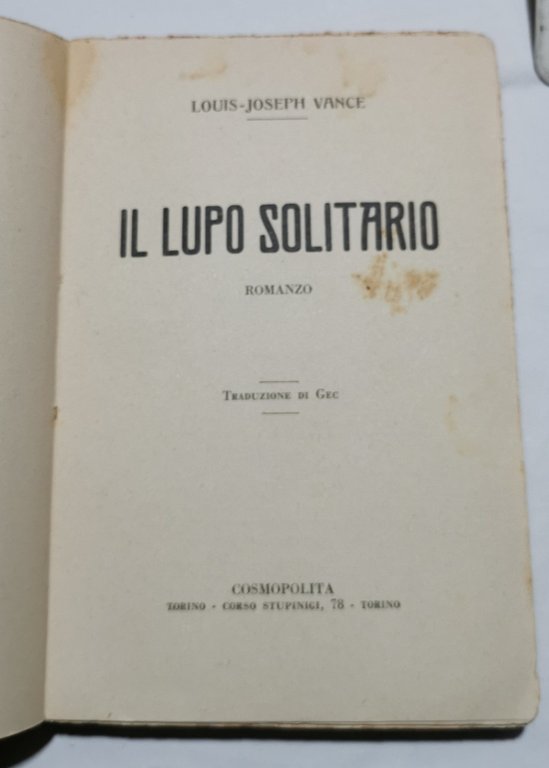 LOUIS-JOSEPH VANCE
IL LUPO SOLITARIO
ROMANZO
TRADUZIONE DI GEC
COSMOPOLITA
TORINO - CORSO STUPINIGI, 78 - TORINO